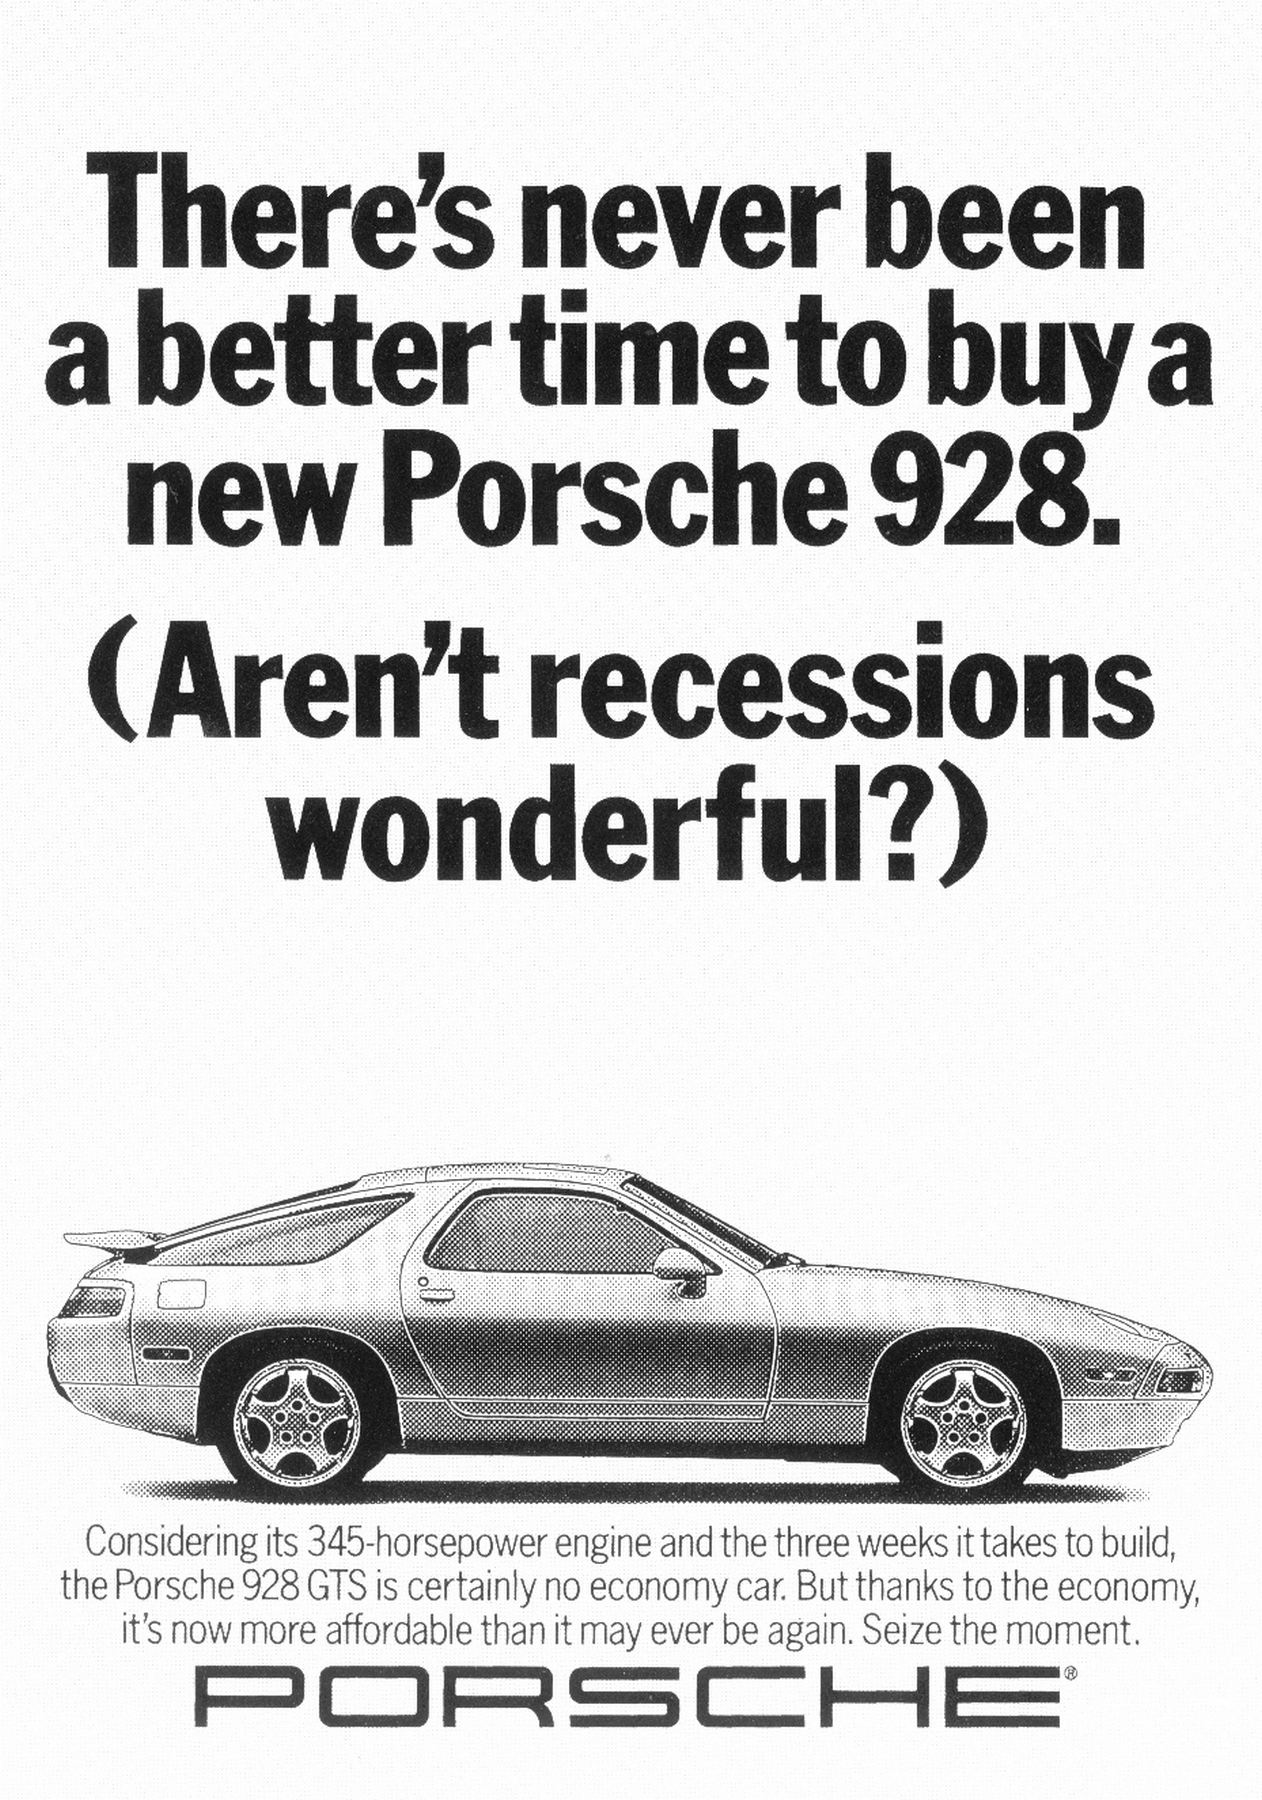 There's never been
a better time to buy a
new Porsche 928.
(Aren't recessions
wonderful?)
Considering its 345-horsepower engine and the three weeks it takes to build,
the Porsche 928 GTS is certainly no economy car. But thanks to the economy,
it's now more affordable than it may ever be again. Seize the moment.
PORSCHE®